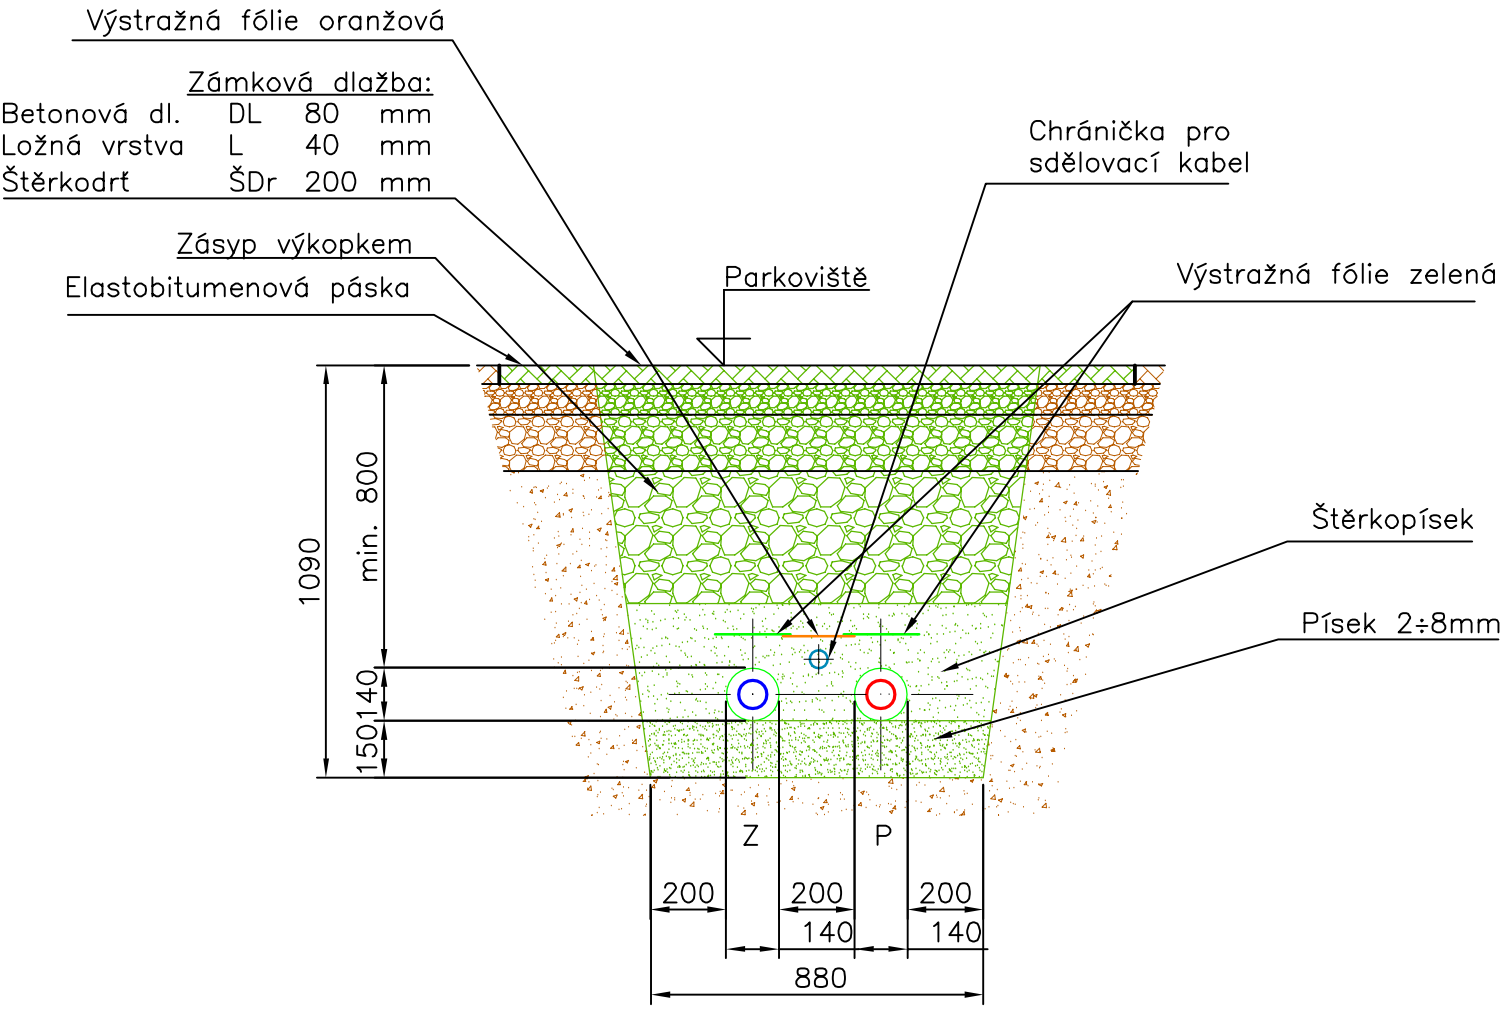 Výstražná fólie oranžová
Zámková dlažba:
Betonová dl. DL 80 mm
Ložná vrstva L 40 mm
Štěrkodrť ŠDr 200 mm
Zásyp výkopkem
Elastobitumenová páska
Parkoviště
Chránička pro
sdělovací kabel
Výstražná fólie zelená
Štěrkopísek
Písek 2÷8mm
1090
min. 800
140
150
Z
P
200
200
200
140
140
880